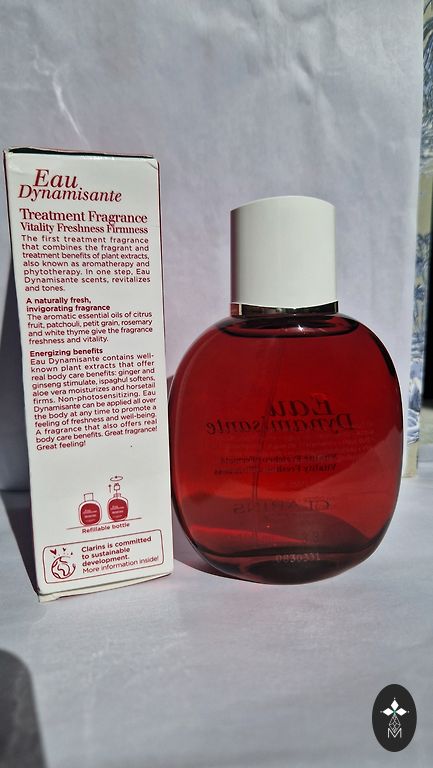 Eau
Dynamisante
Treatment Fragrance
Vitality Freshness Firmness
The first treatment fragrance
that combines the fragrant and
treatment benefits of plant extracts,
also known as aromatherapy and
phytotherapy. In one step, Eau
Dynamisante scents, revitalizes
and tones.
A naturally fresh,
invigorating fragrance
The aromatic essential oils of citrus
fruit, patchouli, petit grain, rosemary
and white thyme give the fragrance
freshness and vitality.
Energizing benefits
Eau Dynamisante contains well-
known plant extracts that offer
real body care benefits: ginger and
ginseng stimulate, ispaghul softens,
aloe vera moisturizes and horsetail
firms. Non-photosensitizing. Eau
Dynamisante can be applied all over
the body at any time to promote a
feeling of freshness and well-being.
A fragrance that also offers real
body care benefits. Great fragrance!
Great feeling!
Refillable bottle
Clarins is committed
to sustainable
development.
More information inside!
Eau
Dynamisante
Vitality Freshness
CLARINS
0830331
M